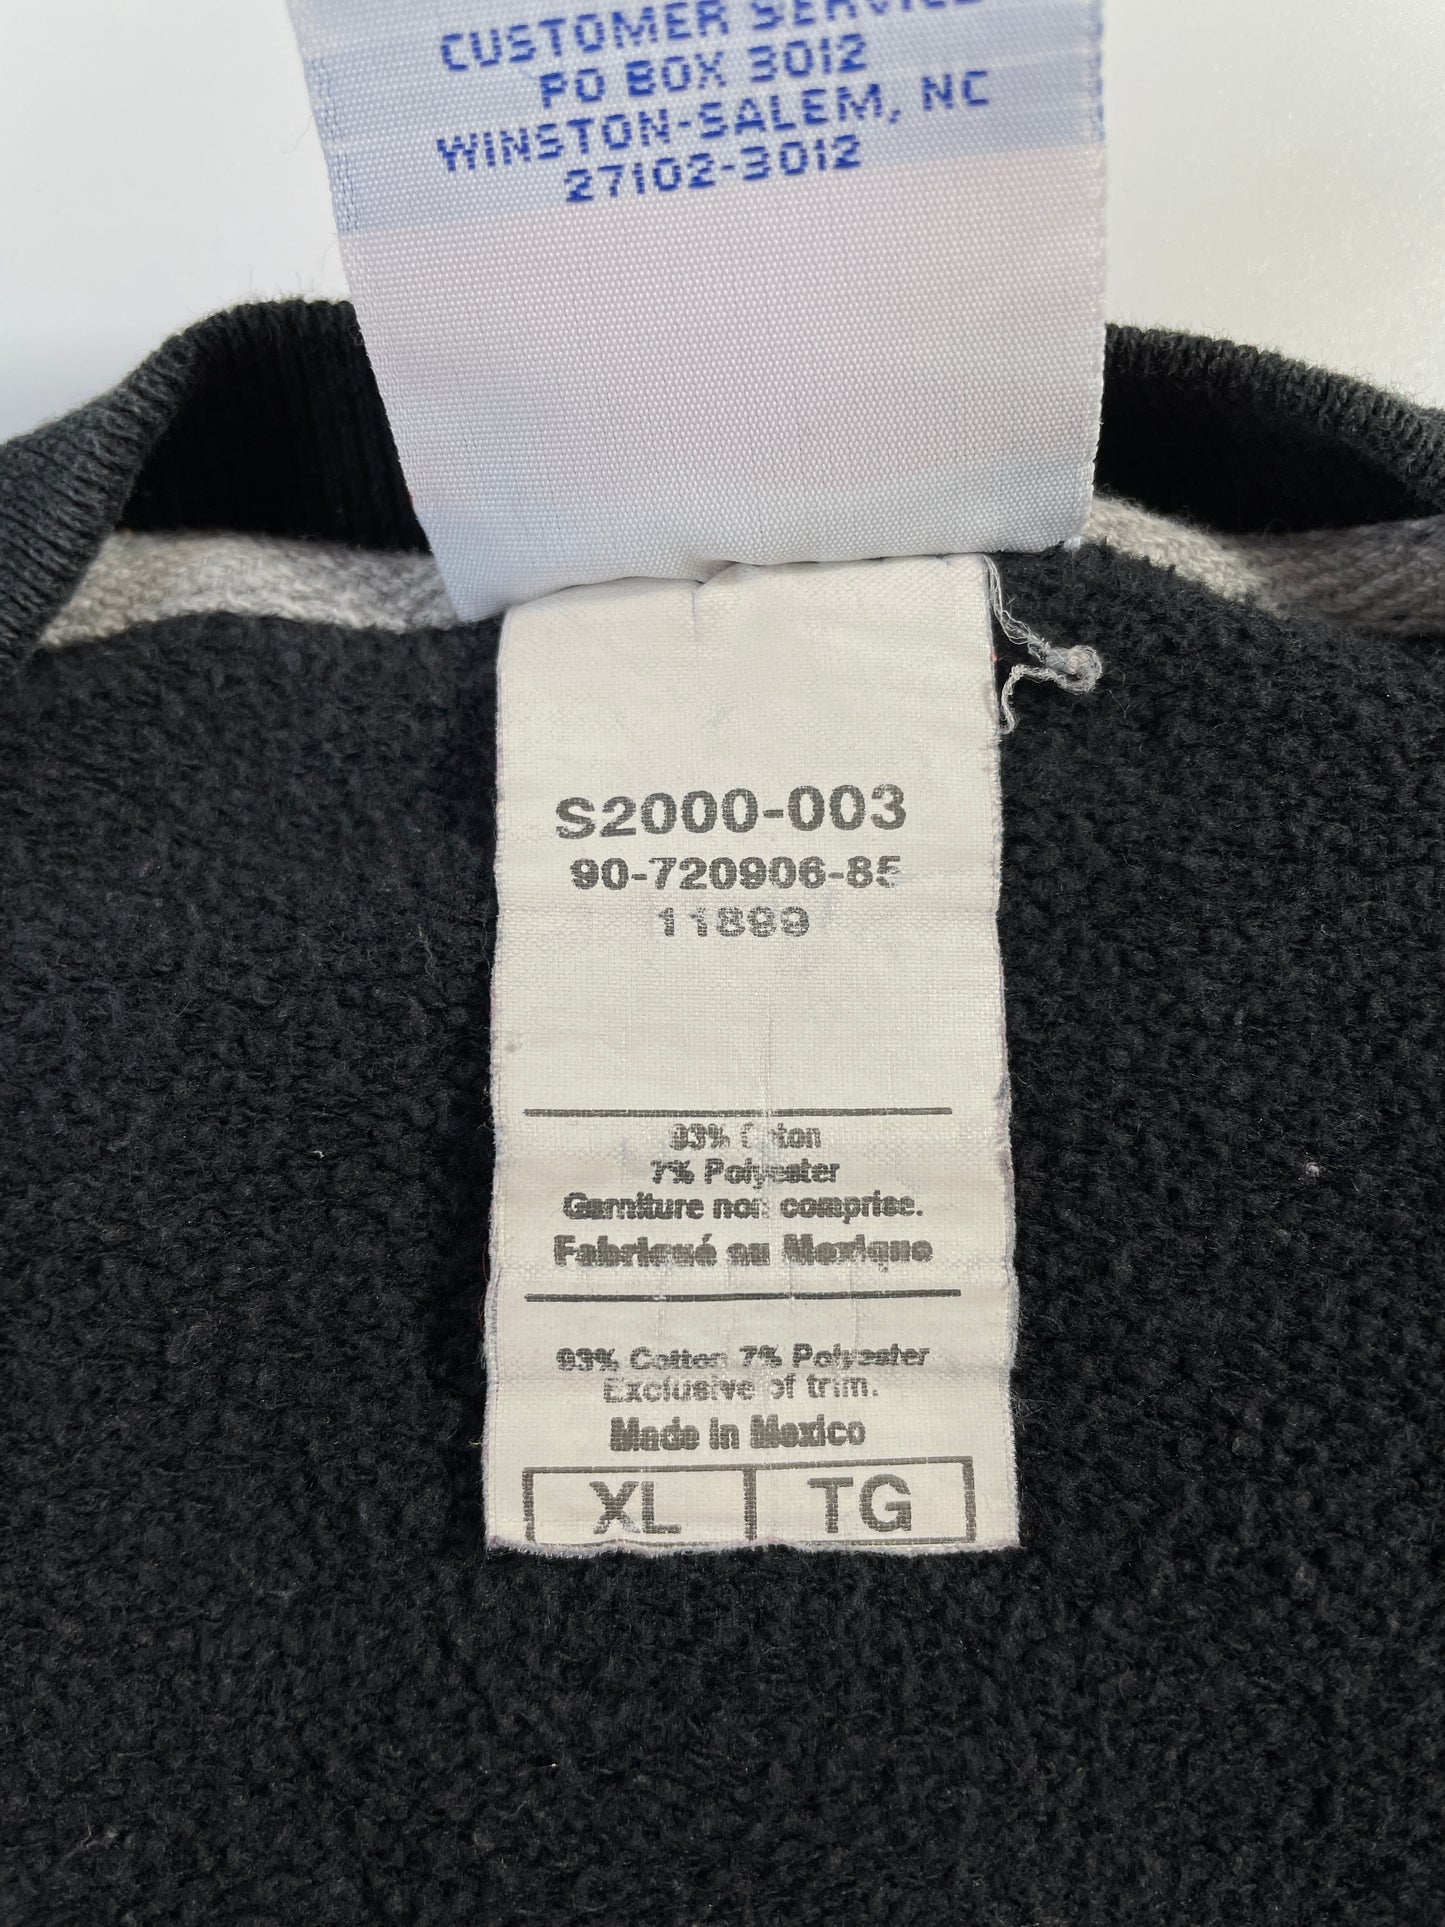 CUSTOMER SERVICE
PO BOX 3012
WINSTON-SALEM, NC
27102-3012
S2000-003
90-720906-85
11899
93% Cotton
7% Polyester
Garniture non comprise.
Fabriqué au Mexique
93% Cotton 7% Polyester
Exclusive of trim.
Made in Mexico
XL TG